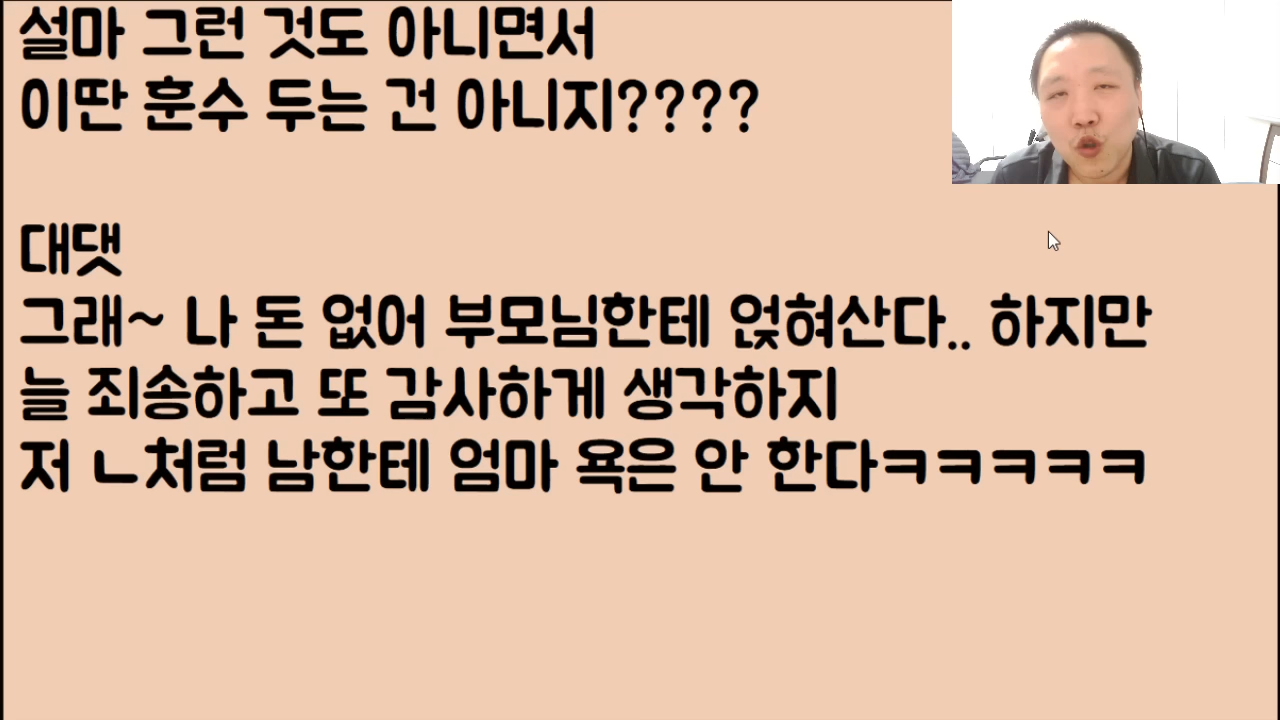 설마 그런 것도 아니면서
이딴 훈수 두는 건 아니지????
대댓
그래~ 나 돈 없어 부모님한테 얹혀산다.. 하지만
늘 죄송하고 또 감사하게 생각하지
저 ㄴ처럼 남한테 엄마 욕은 안 한다ㅋㅋㅋㅋㅋ